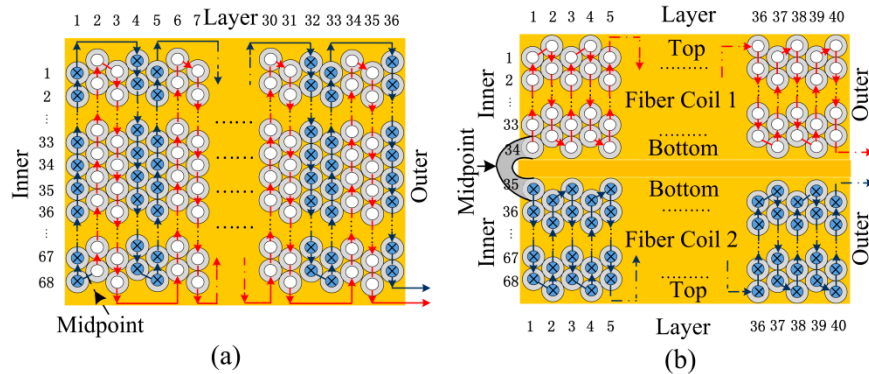 Layer
1 2 3 4 5 6 7 30 31 32 33 34 35 36
1
2
⋮
33
34
35
36
⋮
67
68
Inner
Outer
......
......
......
Midpoint
(a)
Layer
1 2 3 4 5 36 37 38 39 40
Top
.........
1
2
⋮
33
34
Inner
Outer
Fiber Coil 1
.........
Bottom
Midpoint
35
36
⋮
67
68
Inner
Outer
Bottom
.........
Fiber Coil 2
.........
Top
1 2 3 4 5 36 37 38 39 40
Layer
(b)